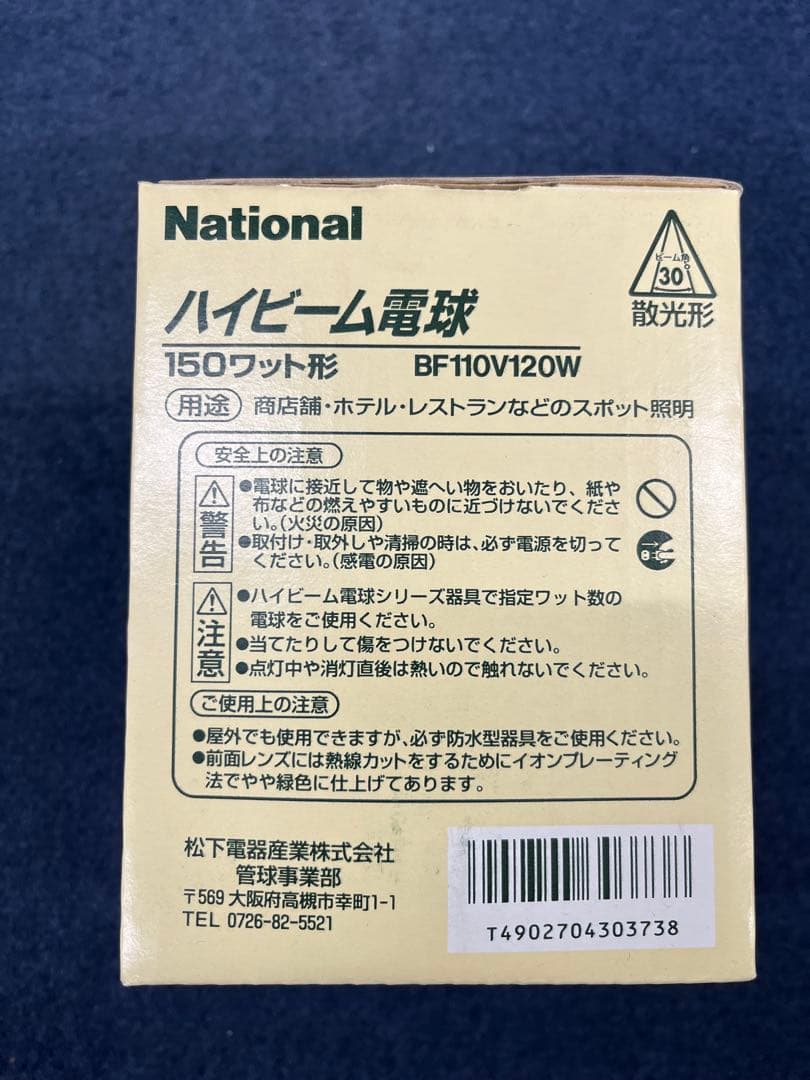 National
ビーム角
30°
散光形
ハイビーム電球
150ワット形 BF110V120W
用途 商店舗・ホテル・レストランなどのスポット照明
安全上の注意
警告
●電球に接近して物や遮へい物をおいたり、紙や
布などの燃えやすいものに近づけないでくださ
い。(火災の原因)
●取付け・取外しや清掃の時は、必ず電源を切って
ください。(感電の原因)
注意
●ハイビーム電球シリーズ器具で指定ワット数の
電球をご使用ください。
●当てたりして傷をつけないでください。
●点灯中や消灯直後は熱いので触れないでください。
ご使用上の注意
●屋外でも使用できますが、必ず防水型器具をご使用ください。
●前面レンズには熱線カットをするためにイオンプレーティング
法でやや緑色に仕上げてあります。
松下電器産業株式会社
管球事業部
〒569 大阪府高槻市幸町1-1
TEL 0726-82-5521
T4902704303738